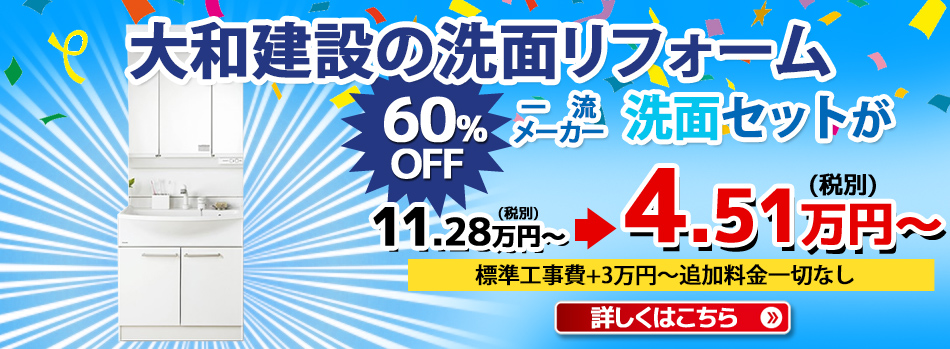 大和建設の洗面リフォーム
60%
OFF
一流
メーカー
洗面セットが
11.28万円～
(税別)
4.51万円～
(税別)
標準工事費+3万円～追加料金一切なし
詳しくはこちら